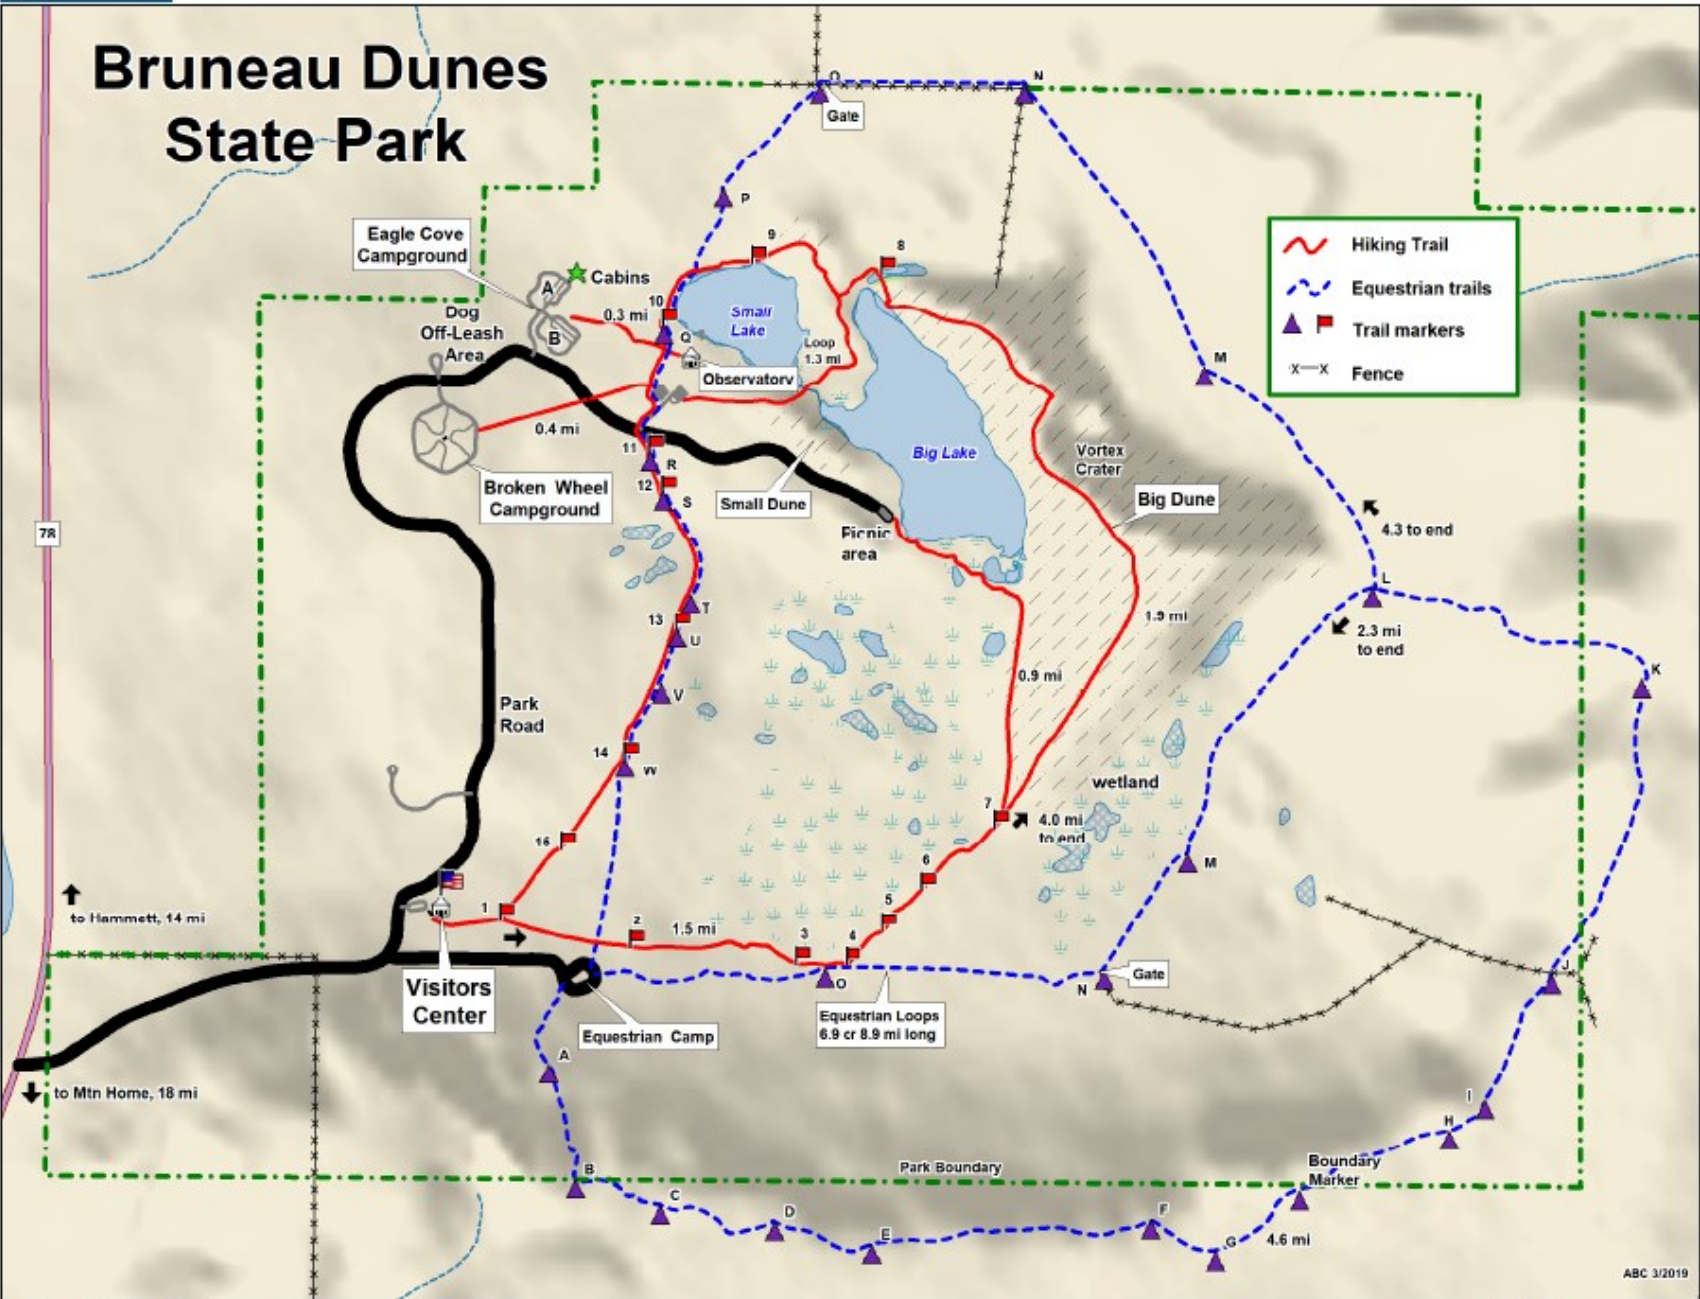 Bruneau Dunes
State Park
O
N
Gate
P
Eagle Cove
Campground
A
B
Cabins
Dog
Off-Leash
Area
0.3 mi
9
8
10
Small
Lake
Q
Loop
1.3 mi
Observatory
Hiking Trail
Equestrian trails
Trail markers
x—x
Fence
M
0.4 mi
11
R
12
S
Broken Wheel
Campground
Small Dune
Big Lake
Vortex
Crater
Big Dune
Picnic
area
78
4.3 to end
L
2.3 mi
to end
K
T
13
U
V
1.9 mi
0.9 mi
Park
Road
14
W
wetland
7
4.0 mi
to end
15
6
M
5
1
2
1.5 mi
3
4
to Hammett, 14 mi
Visitors
Center
O
N
Gate
J
Equestrian Loops
6.9 or 8.9 mi long
Equestrian Camp
A
to Mtn Home, 18 mi
I
H
B
Park Boundary
Boundary
Marker
C
D
E
F
G
4.6 mi
ABC 3/2019